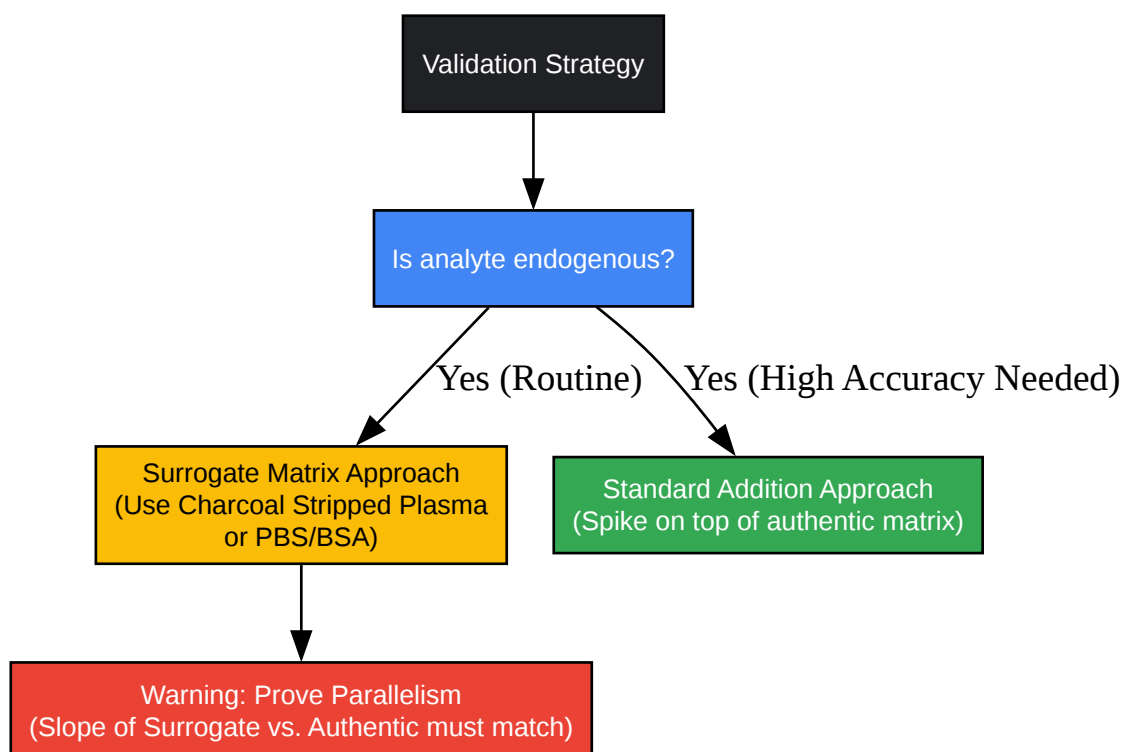 Validation Strategy
Is analyte endogenous?
Yes (Routine)
Yes (High Accuracy Needed)
Surrogate Matrix Approach
(Use Charcoal Stripped Plasma
or PBS/BSA)
Standard Addition Approach
(Spike on top of authentic matrix)
Warning: Prove Parallelism
(Slope of Surrogate vs. Authentic must match)